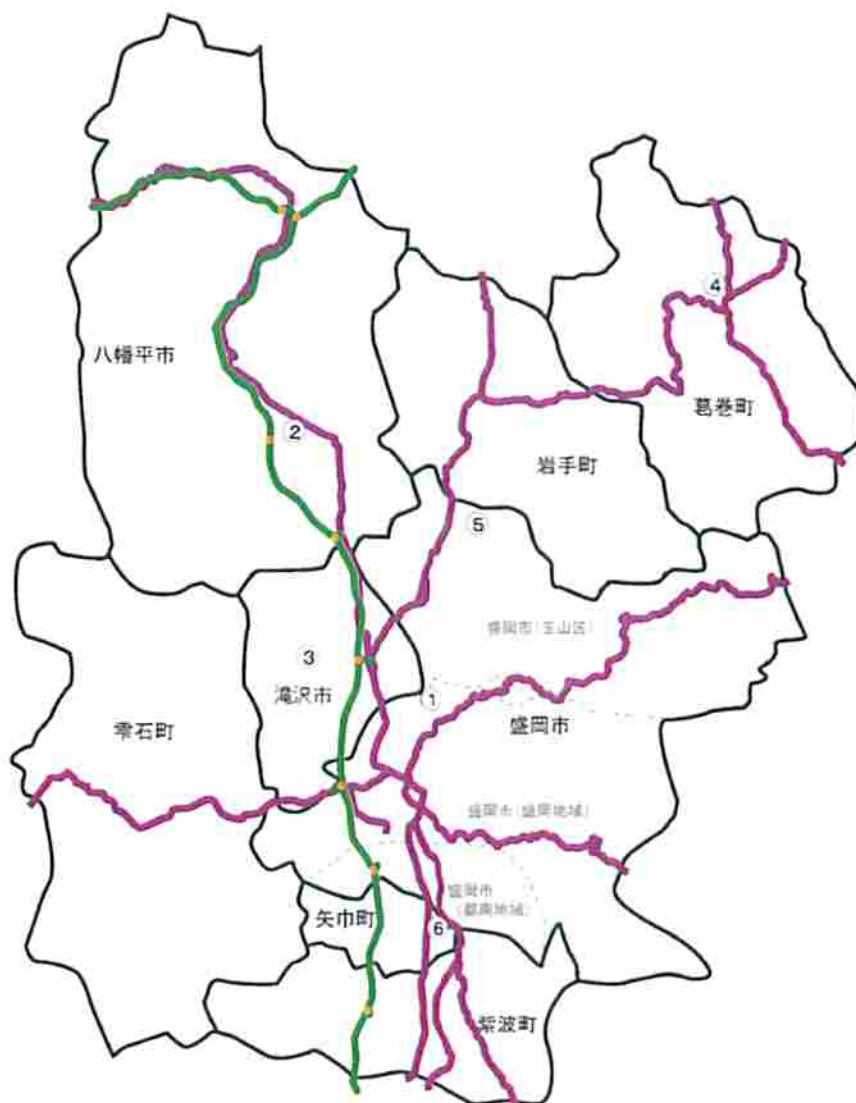 ④
八幡平市
葛巻町
②
岩手町
⑤
盛岡市(玉山区)
③
滝沢市
①
雫石町
盛岡市
盛岡市(盛岡地域)
盛岡市
(都南地域)
矢巾町
⑥
紫波町